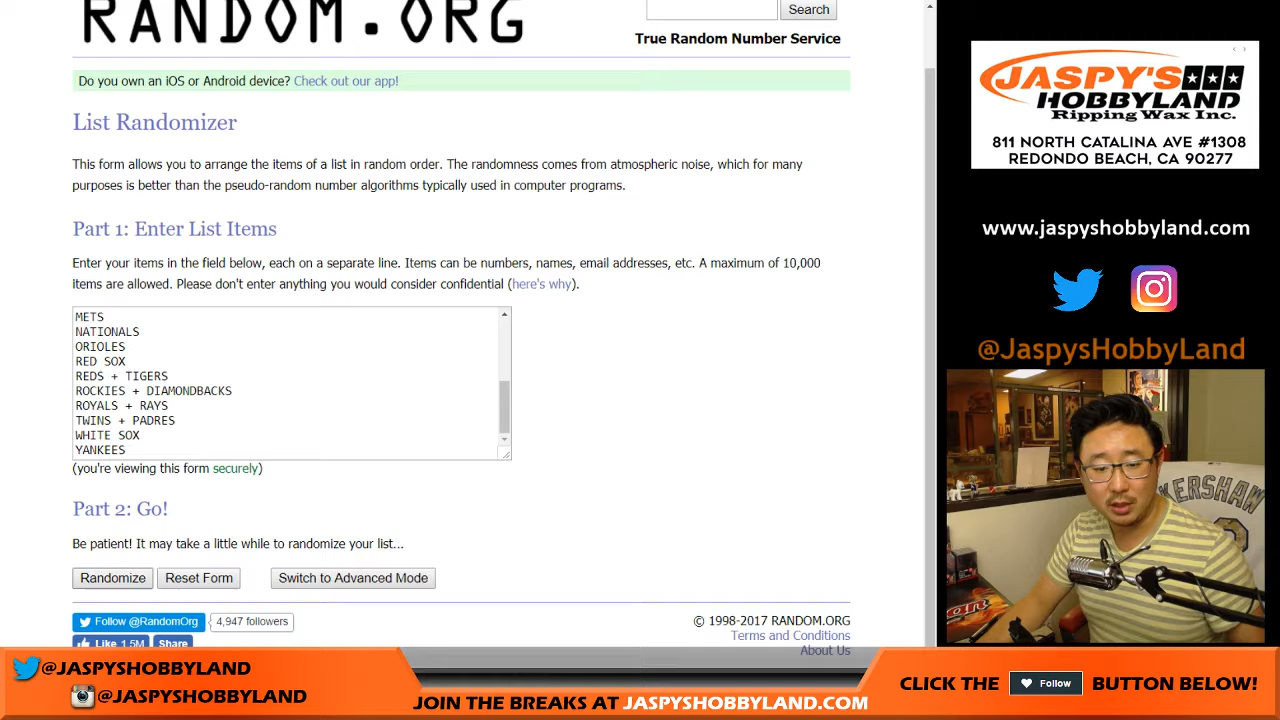 RANDOM.ORG
Search
True Random Number Service
Do you own an iOS or Android device? Check out our app!
List Randomizer
This form allows you to arrange the items of a list in random order. The randomness comes from atmospheric noise, which for many
purposes is better than the pseudo-random number algorithms typically used in computer programs.
Part 1: Enter List Items
Enter your items in the field below, each on a separate line. Items can be numbers, names, email addresses, etc. A maximum of 10,000
items are allowed. Please don't enter anything you would consider confidential (here's why).
METS
NATIONALS
ORIOLES
RED SOX
REDS + TIGERS
ROCKIES + DIAMONDBACKS
ROYALS + RAYS
TWINS + PADRES
WHITE SOX
YANKEES
(you're viewing this form securely)
Part 2: Go!
Be patient! It may take a little while to randomize your list...
Randomize
Reset Form
Switch to Advanced Mode
Follow @RandomOrg
4,947 followers
Like 1.5M
Share
© 1998-2017 RANDOM.ORG
Terms and Conditions
About Us
JASPY'S
HOBBYLAND
Ripping Wax Inc.
811 NORTH CATALINA AVE #1308
REDONDO BEACH, CA 90277
www.jaspyshobbyland.com
@JaspysHobbyLand
KERSHAW
@JASPYSHOBBYLAND
@JASPYSHOBBYLAND
JOIN THE BREAKS AT JASPYSHOBBYLAND.COM
CLICK THE
Follow
BUTTON BELOW!